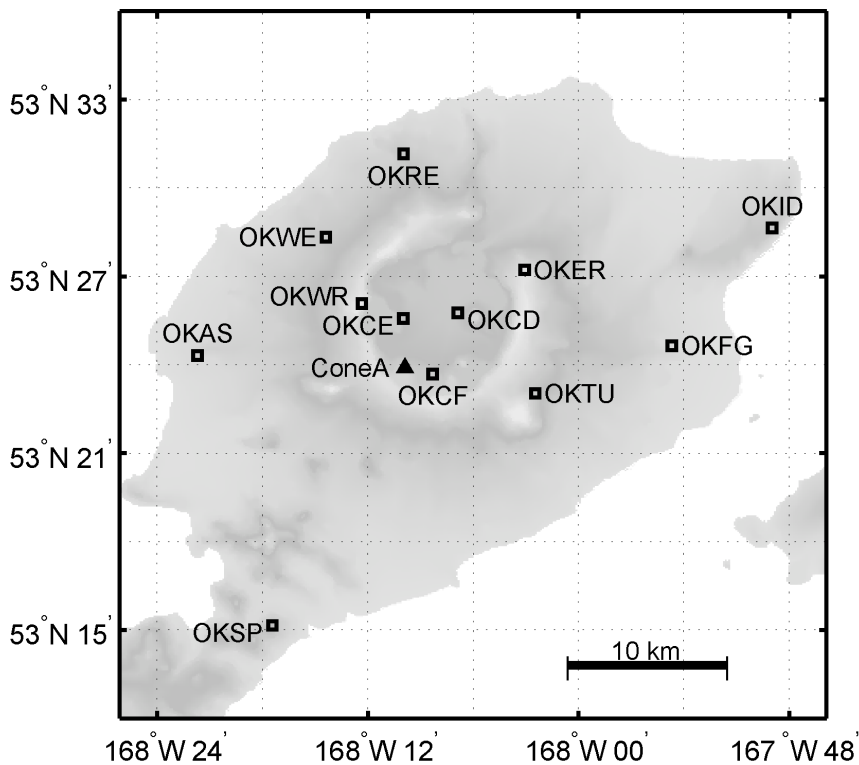 53°N 33'
OKRE
OKID
OKWE
53°N 27'
OKER
OKWR
OKCE
OKCD
OKAS
OKFG
ConeA
OKCF
OKTU
53°N 21'
53°N 15'
OKSP
10 km
168°W 24'
168°W 12'
168°W 00'
167°W 48'